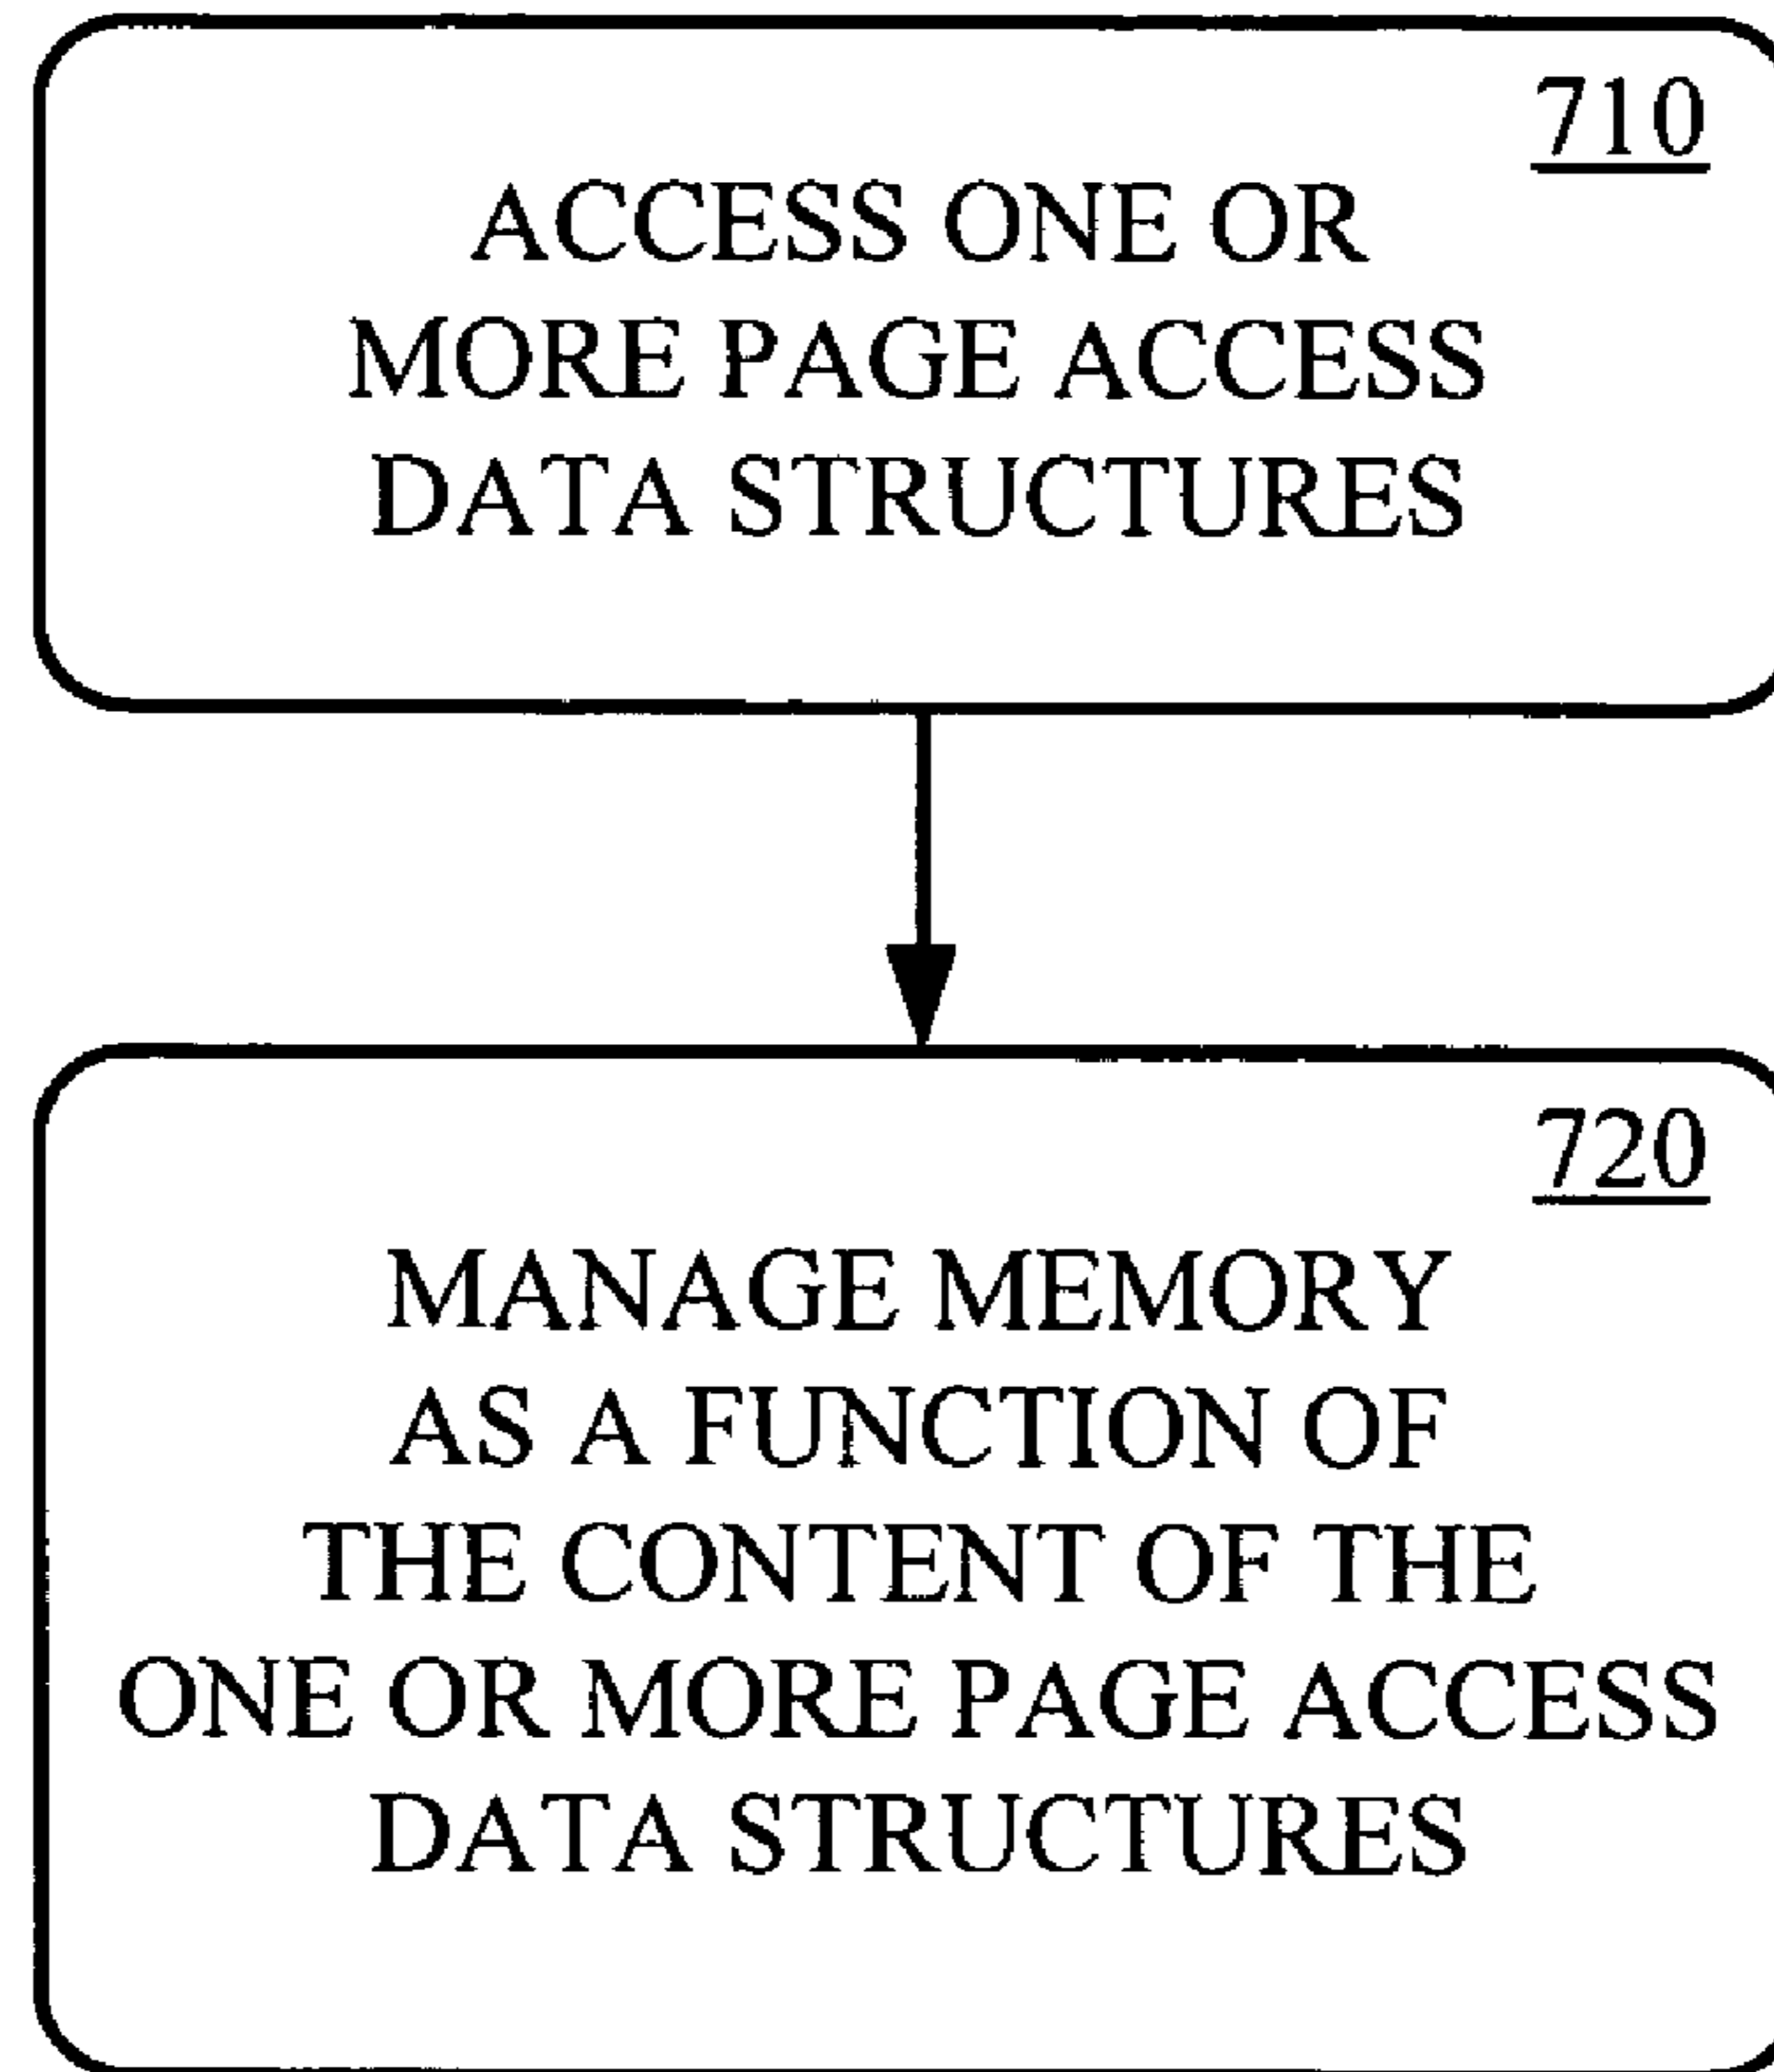 710
ACCESS ONE OR
MORE PAGE ACCESS
DATA STRUCTURES
720
MANAGE MEMORY
AS A FUNCTION OF
THE CONTENT OF THE
ONE OR MORE PAGE ACCESS
DATA STRUCTURES